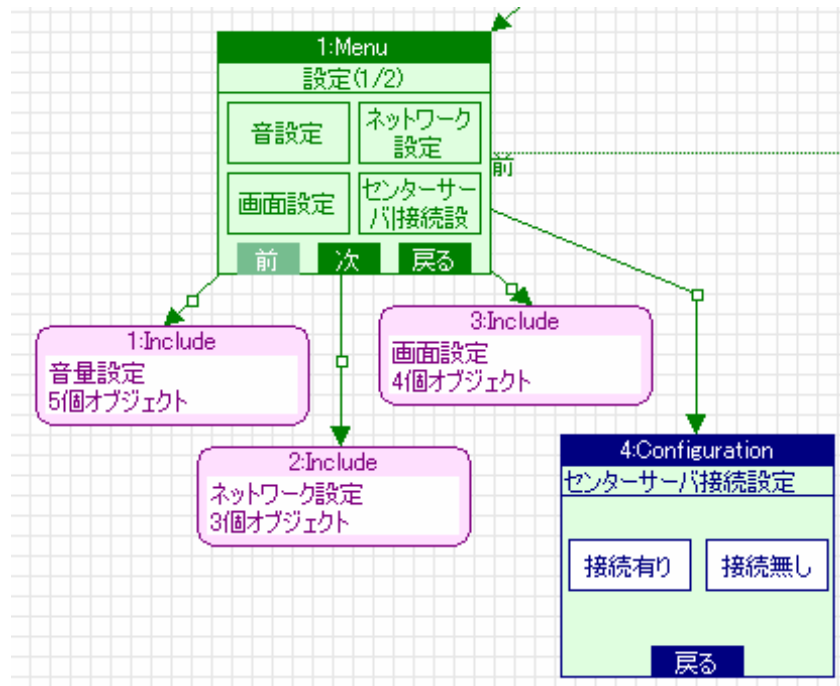 1:Menu
設定(1/2)
音設定
ネットワーク
設定
前
画面設定
センターサー
バ|接続設
前
次
戻る
1:Include
音量設定
5個オブジェクト
3:Include
画面設定
4個オブジェクト
2:Include
ネットワーク設定
3個オブジェクト
4:Configuration
センターサーバ接続設定
接続有り
接続無し
戻る